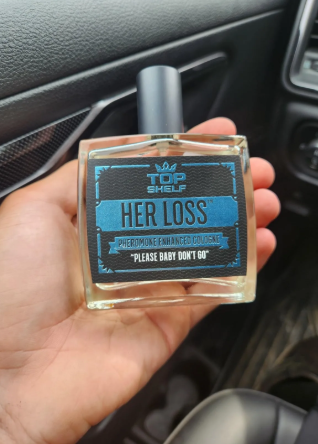 TOP
SHELF
HER LOSS
PHEROMONE ENHANCED COLOGNE
"PLEASE BABY DON'T GO"